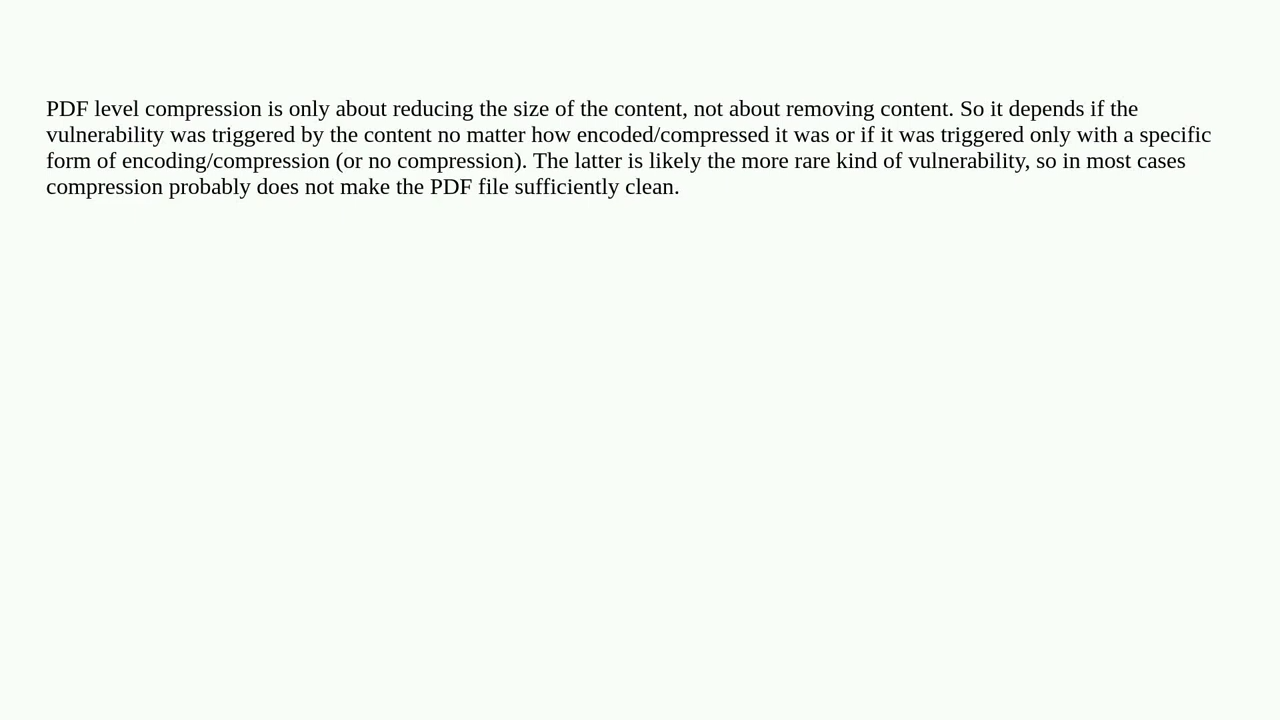 PDF level compression is only about reducing the size of the content, not about removing content. So it depends if the
vulnerability was triggered by the content no matter how encoded/compressed it was or if it was triggered only with a specific
form of encoding/compression (or no compression). The latter is likely the more rare kind of vulnerability, so in most cases
compression probably does not make the PDF file sufficiently clean.